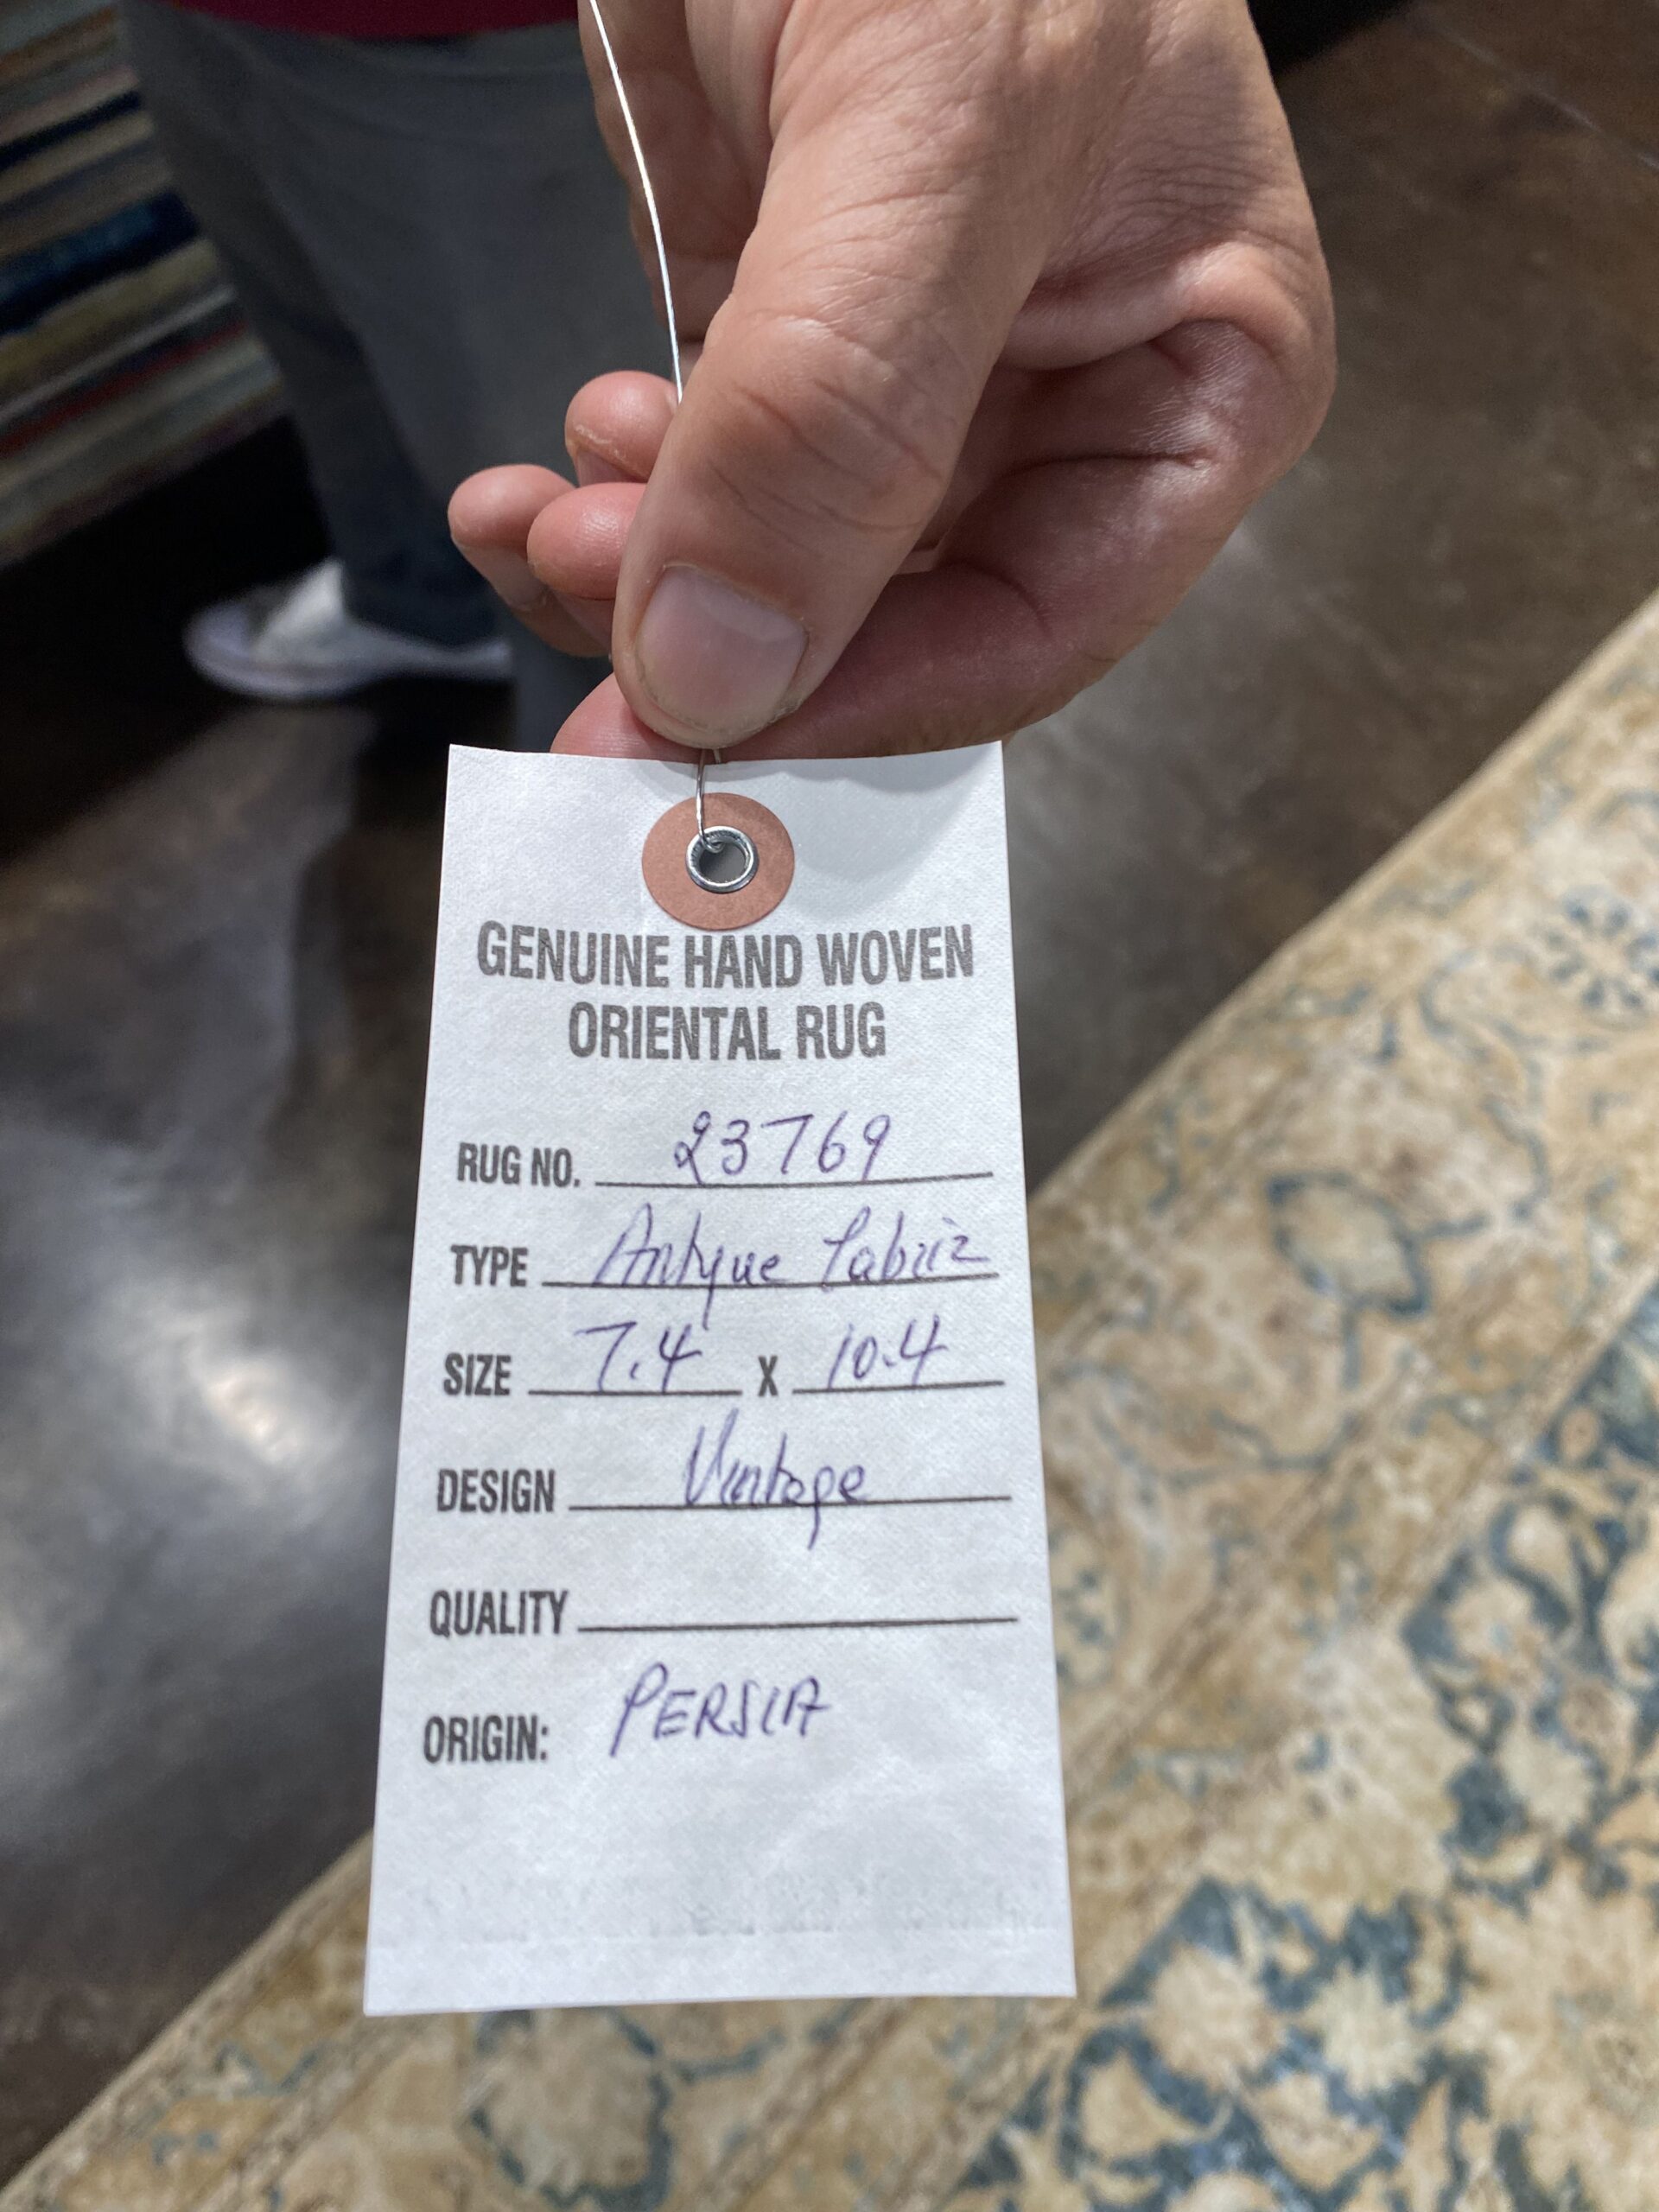 GENUINE HAND WOVEN
ORIENTAL RUG
RUG NO. 23769
TYPE Antique Tabriz
SIZE 7.4 X 10.4
DESIGN Vintage
QUALITY
ORIGIN: PERSIA